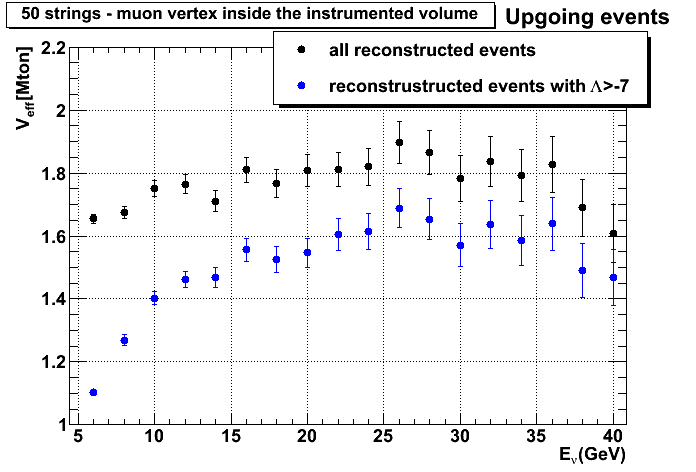 50 strings - muon vertex inside the instrumented volume
Upgoing events
all reconstructed events
reconstrustructed events with Λ>-7
Veff[Mton]
2.2
2
1.8
1.6
1.4
1.2
1
5 10 15 20 25 30 35 40
Eν(GeV)